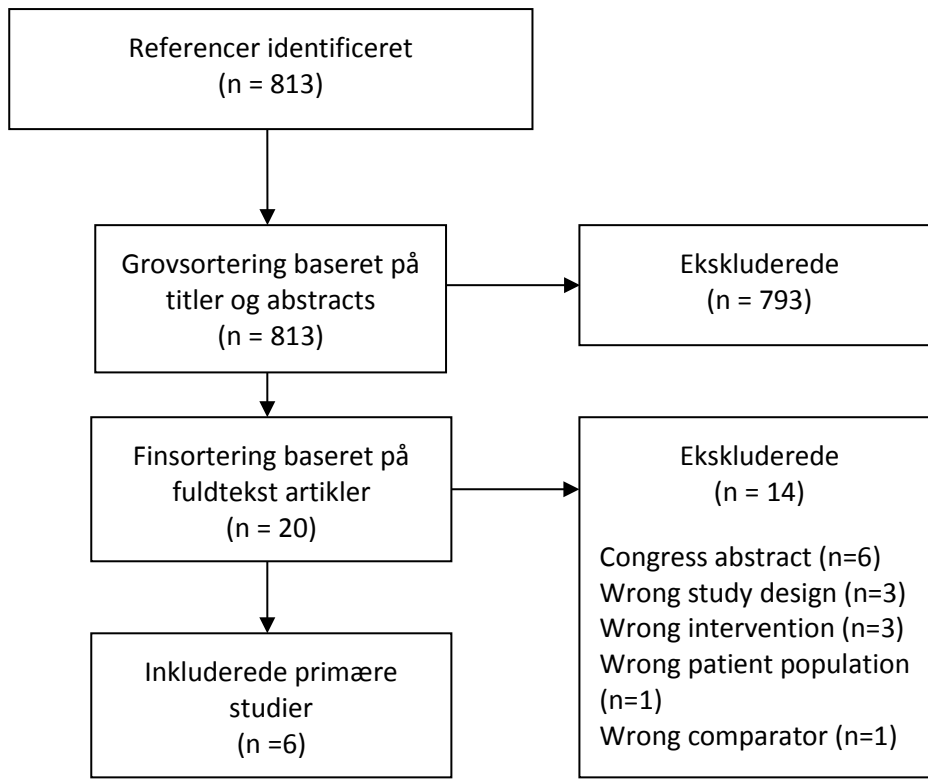 Referencer identificeret
(n = 813)
Grovsortering baseret på
titler og abstracts
(n = 813)
Ekskluderede
(n = 793)
Finsortering baseret på
fuldtekst artikler
(n = 20)
Ekskluderede
(n = 14)
Congress abstract (n=6)
Wrong study design (n=3)
Wrong intervention (n=3)
Wrong patient population
(n=1)
Wrong comparator (n=1)
Inkluderede primære
studier
(n =6)